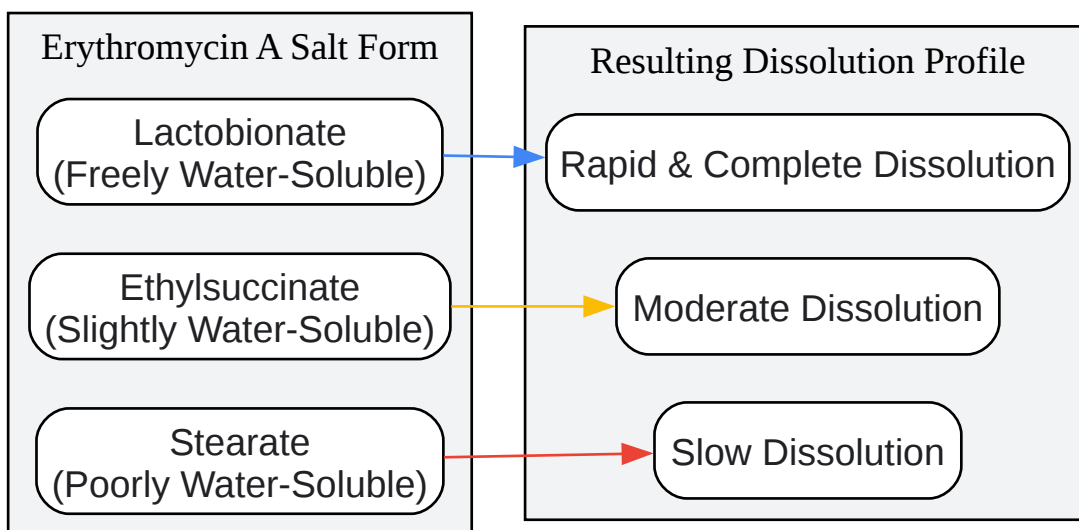 Erythromycin A Salt Form
Lactobionate
(Freely Water-Soluble)
Ethylsuccinate
(Slightly Water-Soluble)
Stearate
(Poorly Water-Soluble)
Resulting Dissolution Profile
Rapid & Complete Dissolution
Moderate Dissolution
Slow Dissolution